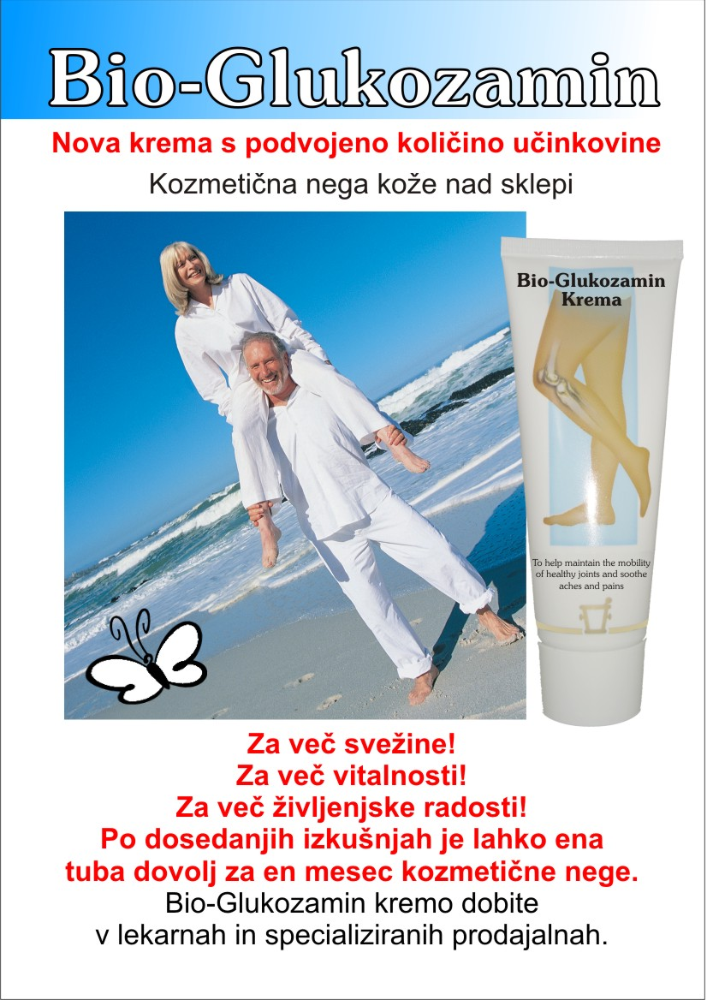 Bio-Glukozamin
Nova krema s podvojeno količino učinkovine
Kozmetična nega kože nad sklepi
Bio-Glukozamin
Krema
To help maintain the mobility
of healthy joints and soothe
aches and pains
Za več svežine!
Za več vitalnosti!
Za več življenjske radosti!
Po dosedanjih izkušnjah je lahko ena
tuba dovolj za en mesec kozmetične nege.
Bio-Glukozamin kremo dobite
v lekarnah in specializiranih prodajalnah.